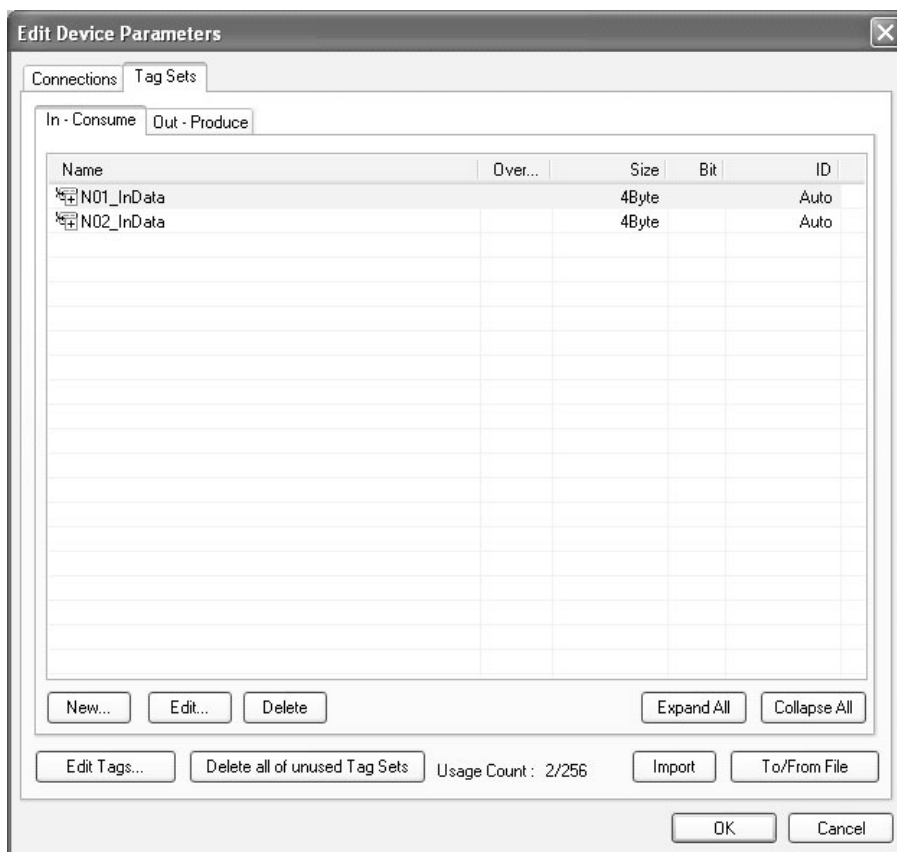 Edit Device Parameters
Connections Tag Sets
In - Consume Out - Produce
Name Over... Size Bit ID
N01_InData 4Byte Auto
N02_InData 4Byte Auto
New... Edit... Delete Expand All Collapse All
Edit Tags... Delete all of unused Tag Sets Usage Count : 2/256 Import To/From File
OK Cancel